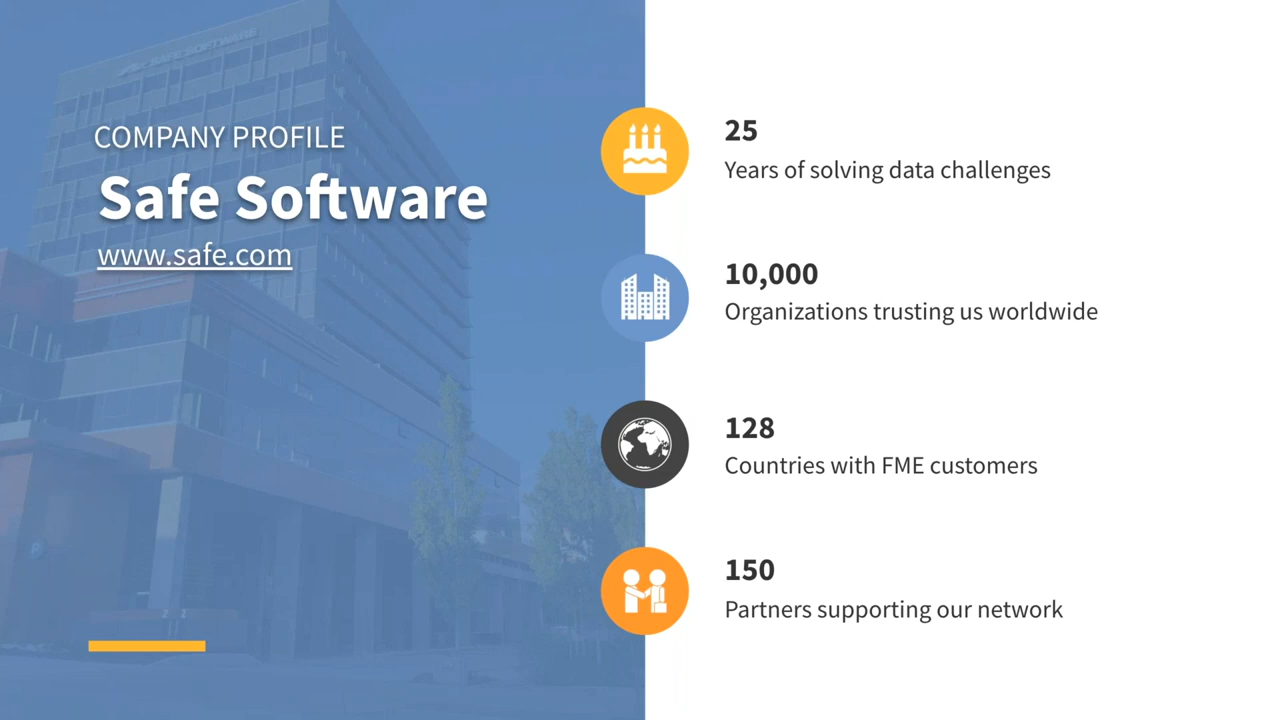 COMPANY PROFILE
Safe Software
www.safe.com
25
Years of solving data challenges
10,000
Organizations trusting us worldwide
128
Countries with FME customers
150
Partners supporting our network